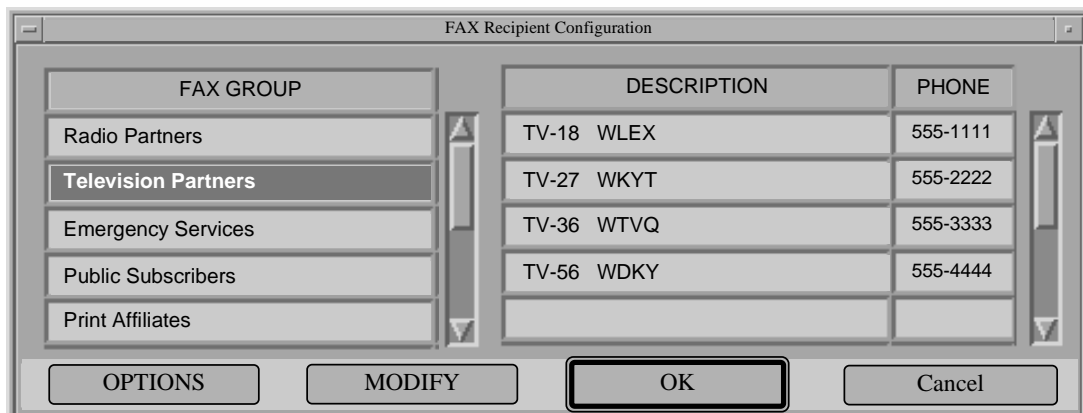 FAX Recipient Configuration
FAX GROUP
Radio Partners
Television Partners
Emergency Services
Public Subscribers
Print Affiliates
DESCRIPTION PHONE
TV-18 WLEX 555-1111
TV-27 WKYT 555-2222
TV-36 WTVQ 555-3333
TV-56 WDKY 555-4444
OPTIONS MODIFY OK Cancel